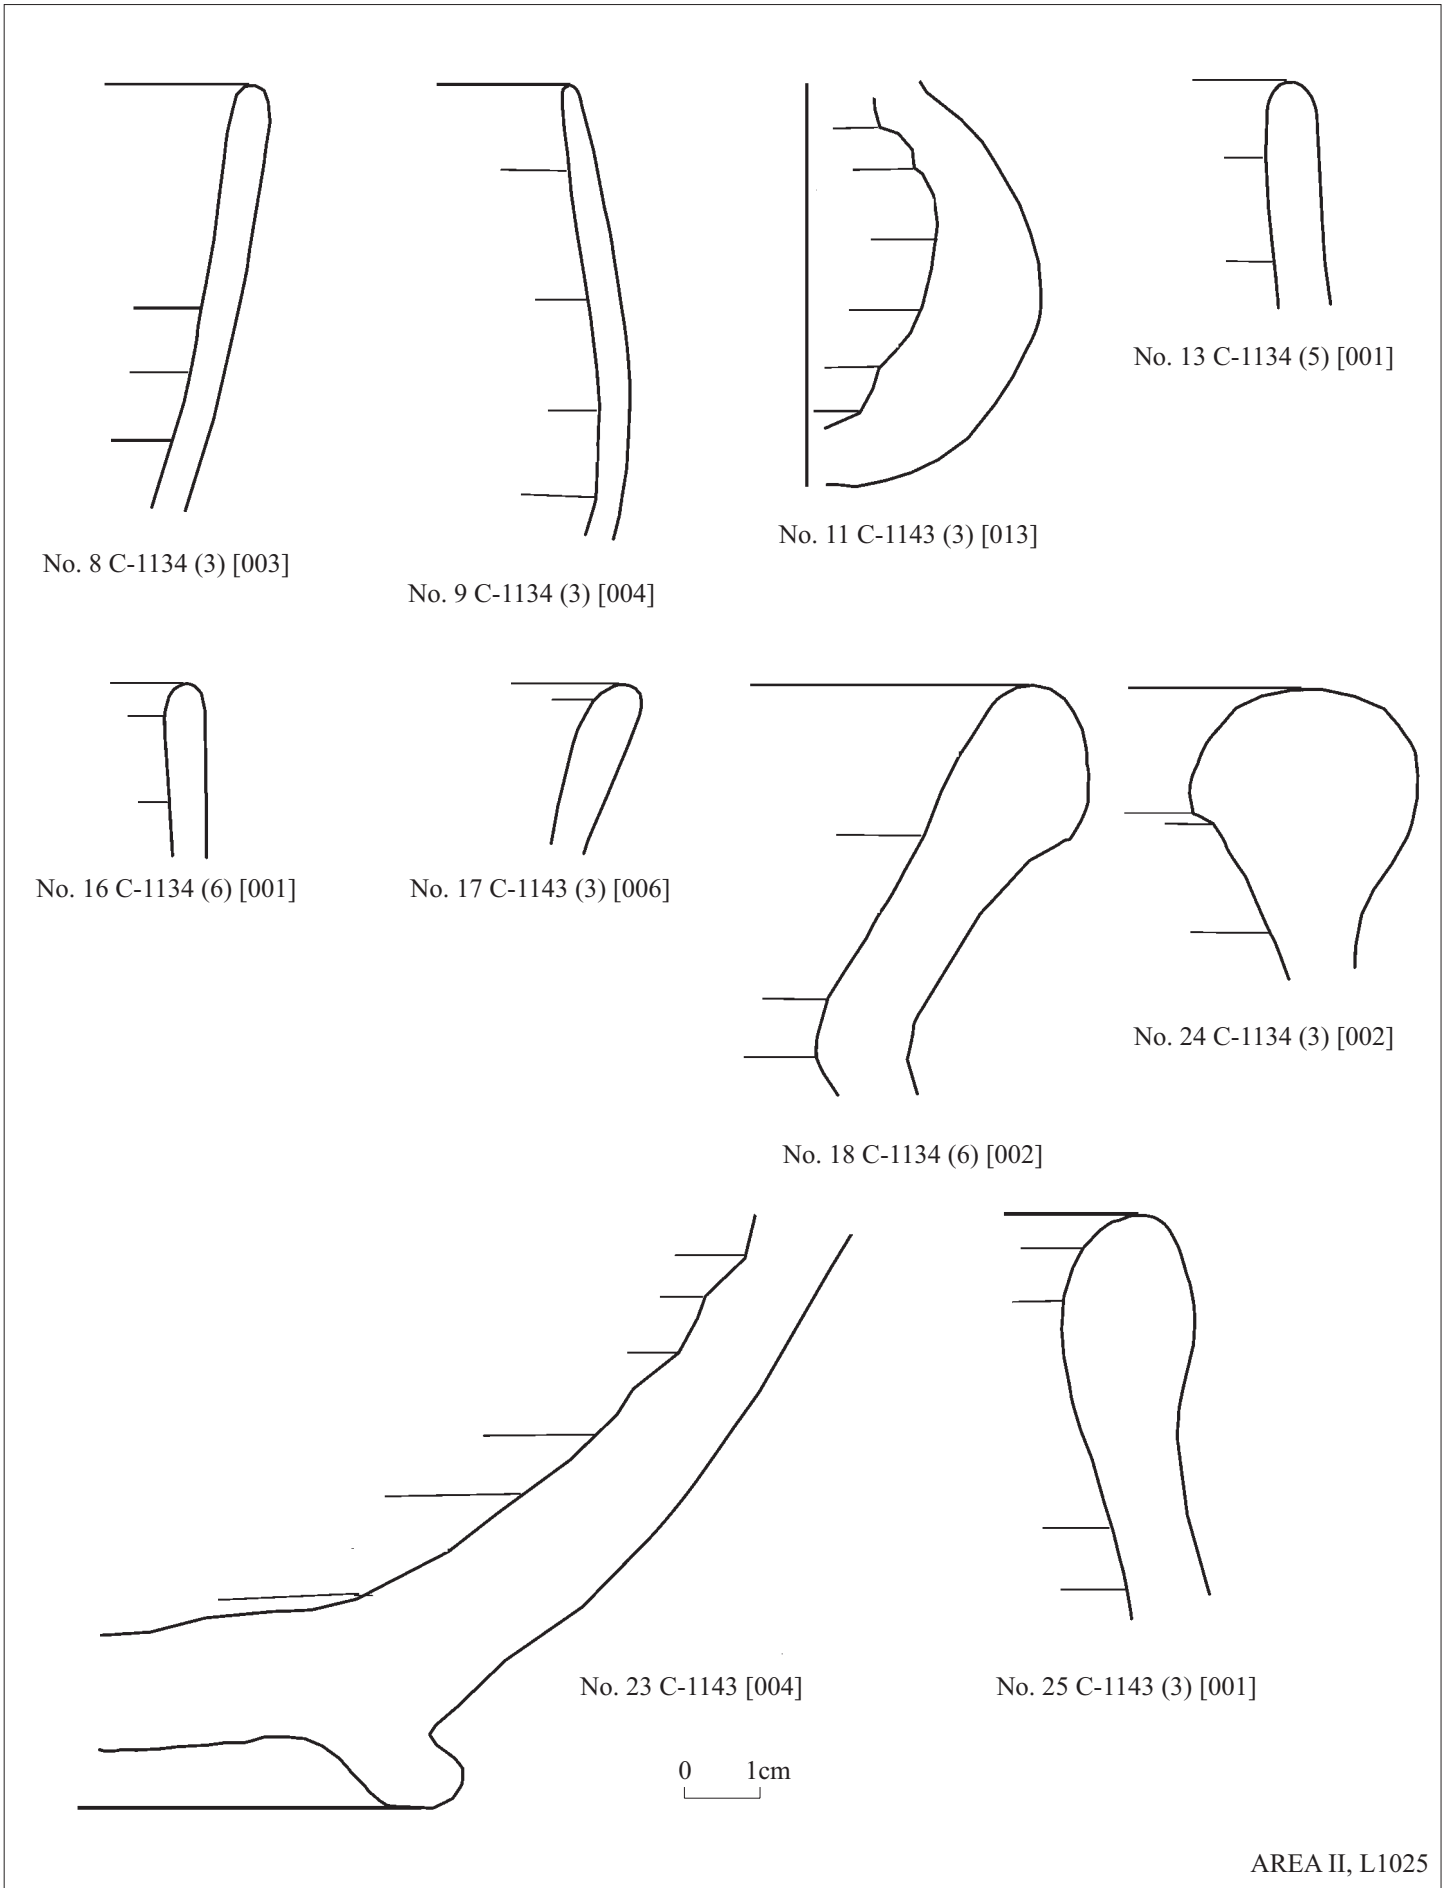 No. 8 C-1134 (3) [003]
No. 9 C-1134 (3) [004]
No. 11 C-1143 (3) [013]
No. 13 C-1134 (5) [001]
No. 16 C-1134 (6) [001]
No. 17 C-1143 (3) [006]
No. 18 C-1134 (6) [002]
No. 24 C-1134 (3) [002]
No. 23 C-1143 [004]
No. 25 C-1143 (3) [001]
0 1cm
AREA II, L1025